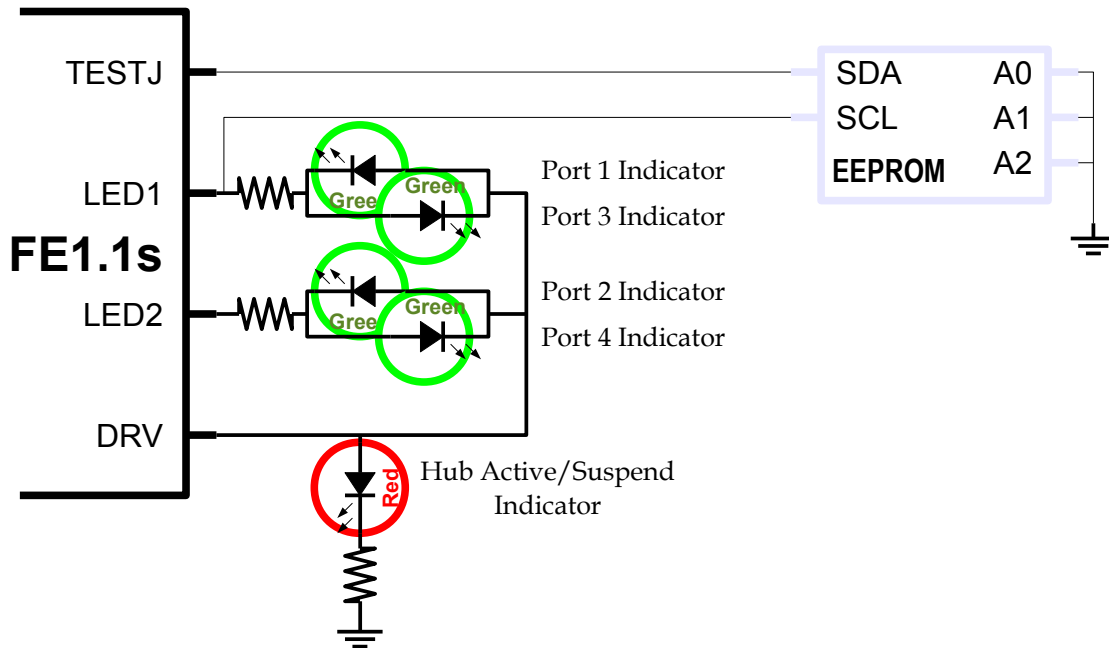 TESTJ
SDA
A0
SCL
A1
EEPROM
A2
LED1
Green
Gree
Port 1 Indicator
Port 3 Indicator
FE1.1s
LED2
Green
Gree
Port 2 Indicator
Port 4 Indicator
DRV
Red
Hub Active/Suspend
Indicator